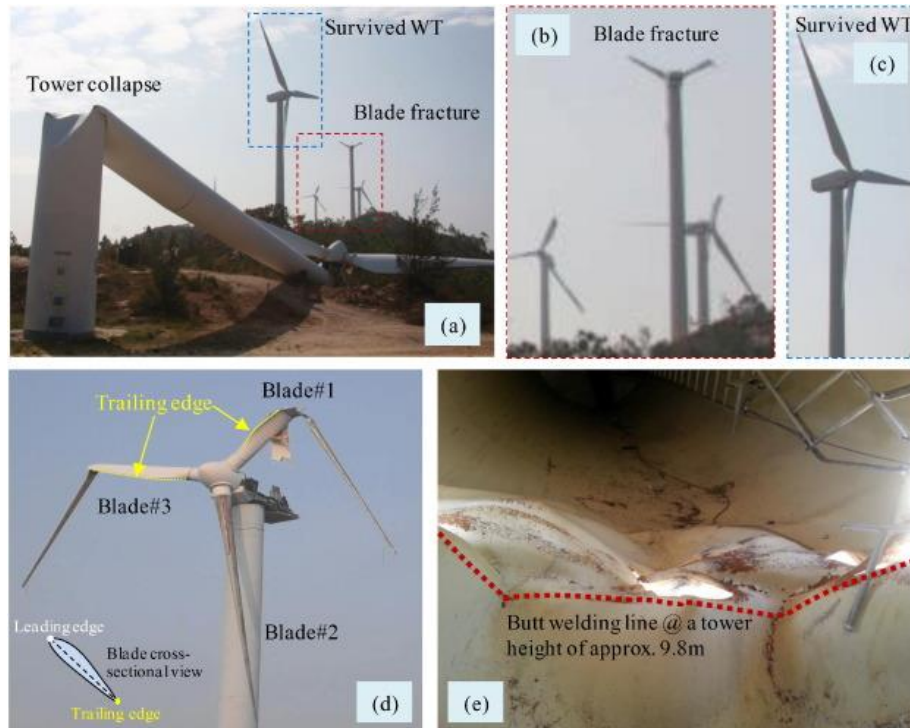 Survived WT
Tower collapse
Blade fracture
(a)
(b)
Blade fracture
Survived WT
(c)
Blade#1
Trailing edge
Blade#3
Blade#2
Leading edge
Blade cross-
sectional view
Trailing edge
(d)
Butt welding line @ a tower
height of approx. 9.8m
(e)